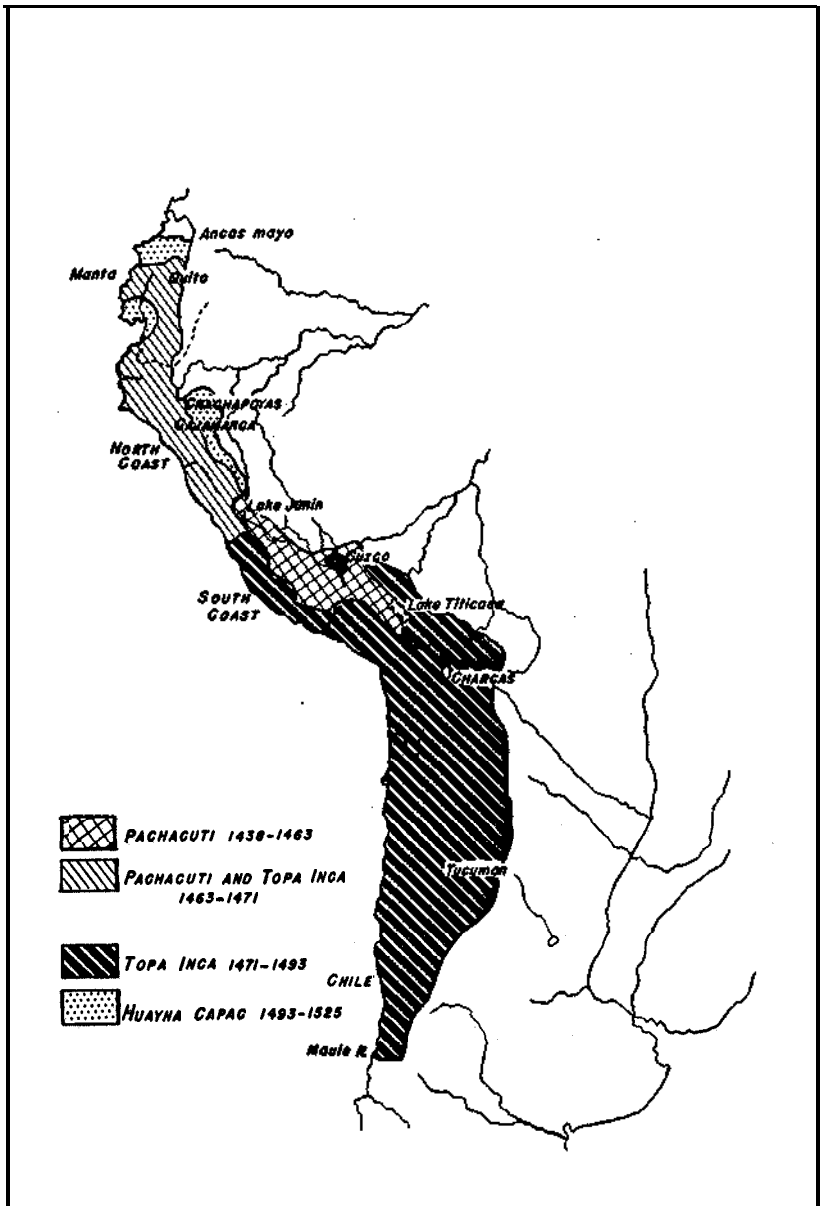 Ancas mayo
Manta
Quito
CHACHAPOYAS
CAJAMARCA
NORTH
COAST
Lake Junin
Cuzco
SOUTH
COAST
Lake Titicaca
CHARCAS
PACHACUTI 1438-1463
PACHACUTI AND TOPA INCA
1463-1471
Tucuman
TOPA INCA 1471-1493
CHILE
HUAYNA CAPAC 1493-1525
Maule R.